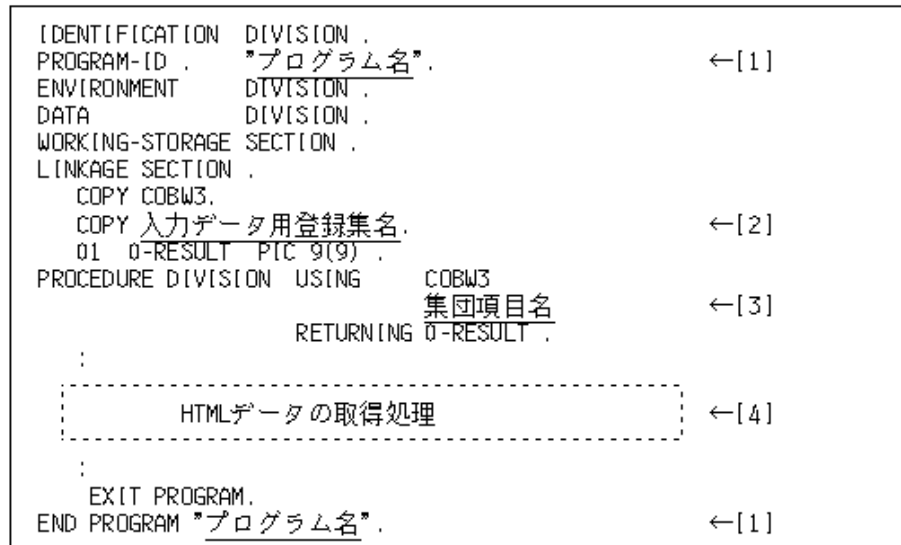 IDENTIFICATION DIVISION .
PROGRAM-ID . "プログラム名". ←[1]
ENVIRONMENT DIVISION .
DATA DIVISION .
WORKING-STORAGE SECTION .
LINKAGE SECTION .
COPY COBW3.
COPY 入力データ用登録集名. ←[2]
01 O-RESULT PIC 9(9) .
PROCEDURE DIVISION USING COBW3
集団項目名 ←[3]
RETURNING O-RESULT .
:
HTMLデータの取得処理 ←[4]
:
EXIT PROGRAM.
END PROGRAM "プログラム名". ←[1]